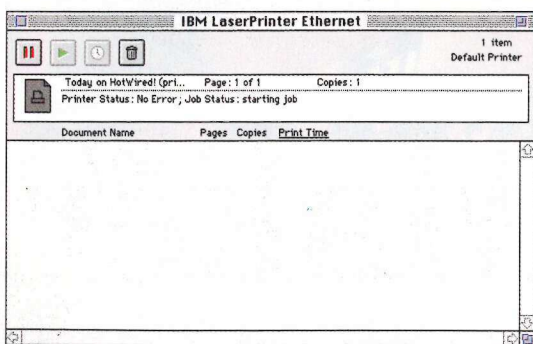 IBM LaserPrinter Ethernet
1 item
Default Printer
Today on HotWired! (pri... Page: 1 of 1 Copies: 1
Printer Status: No Error; Job Status: starting job
Document Name Pages Copies Print Time